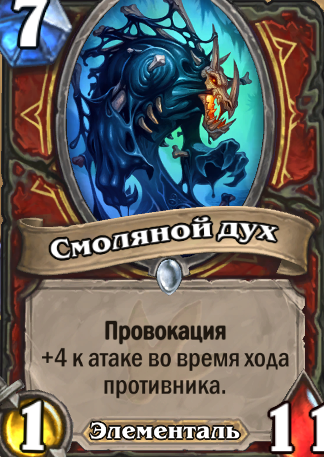 7
Смоляной дух
Провокация
+4 к атаке во время хода
противника.
1
Элементаль
11